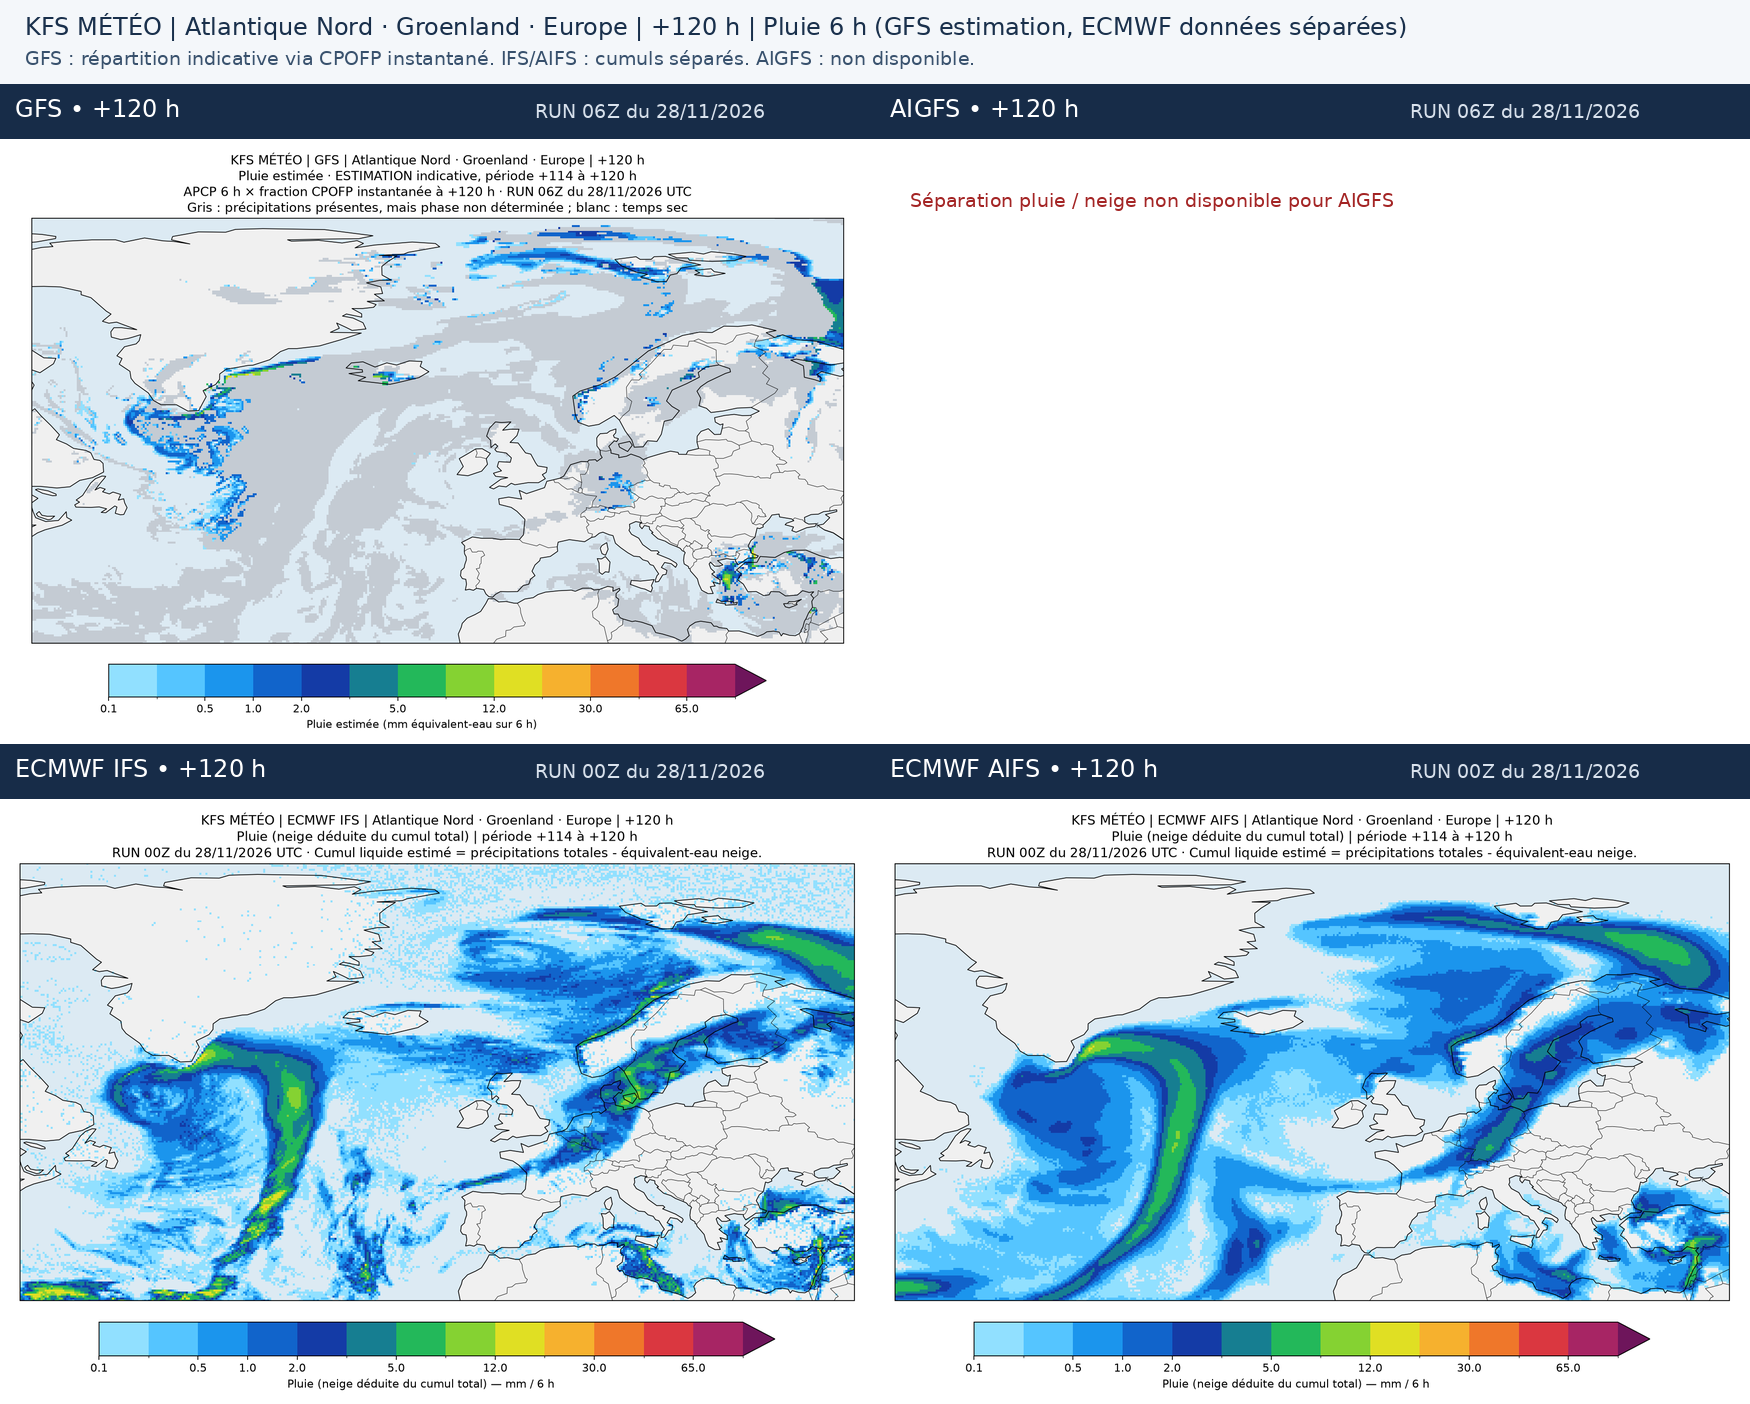 KFS MÉTÉO | Atlantique Nord · Groenland · Europe | +120 h | Pluie 6 h (GFS estimation, ECMWF données séparées)
GFS : répartition indicative via CPOFP instantané. IFS/AIFS : cumuls séparés. AIGFS : non disponible.
GFS • +120 h RUN 06Z du 28/11/2026
KFS MÉTÉO | GFS | Atlantique Nord · Groenland · Europe | +120 h
Pluie estimée · ESTIMATION indicative, période +114 à +120 h
APCP 6 h × fraction CPOFP instantanée à +120 h · RUN 06Z du 28/11/2026 UTC
Gris : précipitations présentes, mais phase non déterminée ; blanc : temps sec
0.1 0.5 1.0 2.0 5.0 12.0 30.0 65.0
Pluie estimée (mm équivalent-eau sur 6 h)
AIGFS • +120 h RUN 06Z du 28/11/2026
Séparation pluie / neige non disponible pour AIGFS
ECMWF IFS • +120 h RUN 00Z du 28/11/2026
KFS MÉTÉO | ECMWF IFS | Atlantique Nord · Groenland · Europe | +120 h
Pluie (neige déduite du cumul total) | période +114 à +120 h
RUN 00Z du 28/11/2026 UTC · Cumul liquide estimé = précipitations totales - équivalent-eau neige.
0.1 0.5 1.0 2.0 5.0 12.0 30.0 65.0
Pluie (neige déduite du cumul total) — mm / 6 h
ECMWF AIFS • +120 h RUN 00Z du 28/11/2026
KFS MÉTÉO | ECMWF AIFS | Atlantique Nord · Groenland · Europe | +120 h
Pluie (neige déduite du cumul total) | période +114 à +120 h
RUN 00Z du 28/11/2026 UTC · Cumul liquide estimé = précipitations totales - équivalent-eau neige.
0.1 0.5 1.0 2.0 5.0 12.0 30.0 65.0
Pluie (neige déduite du cumul total) — mm / 6 h